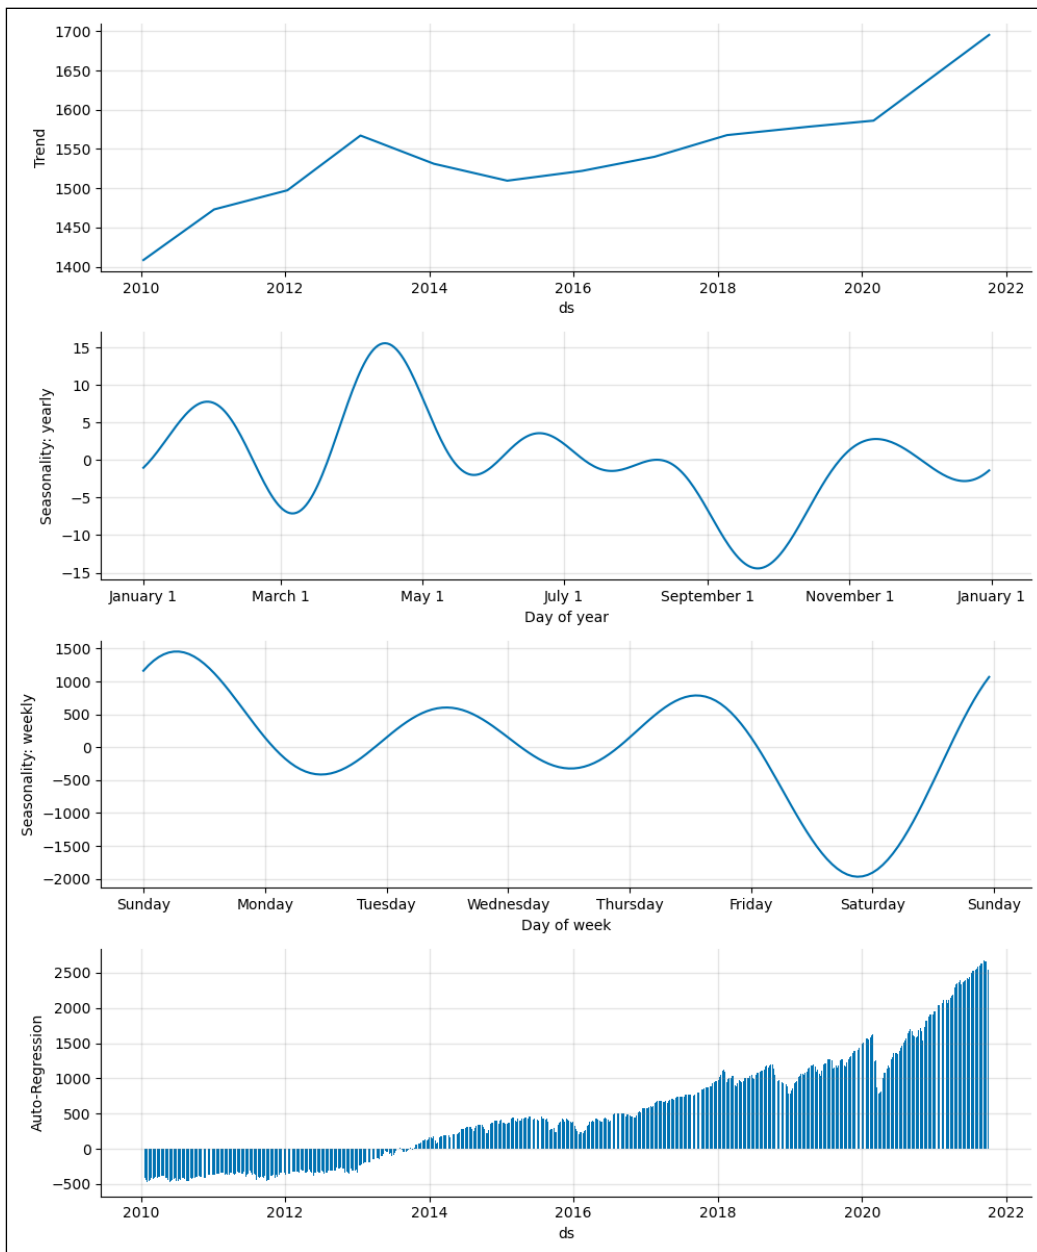 1700
1650
1600
1550
1500
1450
1400
Trend
2010 2012 2014 2016 2018 2020 2022
ds
15
10
5
0
−5
−10
−15
Seasonality: yearly
January 1 March 1 May 1 July 1 September 1 November 1 January 1
Day of year
1500
1000
500
0
−500
−1000
−1500
−2000
Seasonality: weekly
Sunday Monday Tuesday Wednesday Thursday Friday Saturday Sunday
Day of week
2500
2000
1500
1000
500
0
−500
Auto-Regression
2010 2012 2014 2016 2018 2020 2022
ds